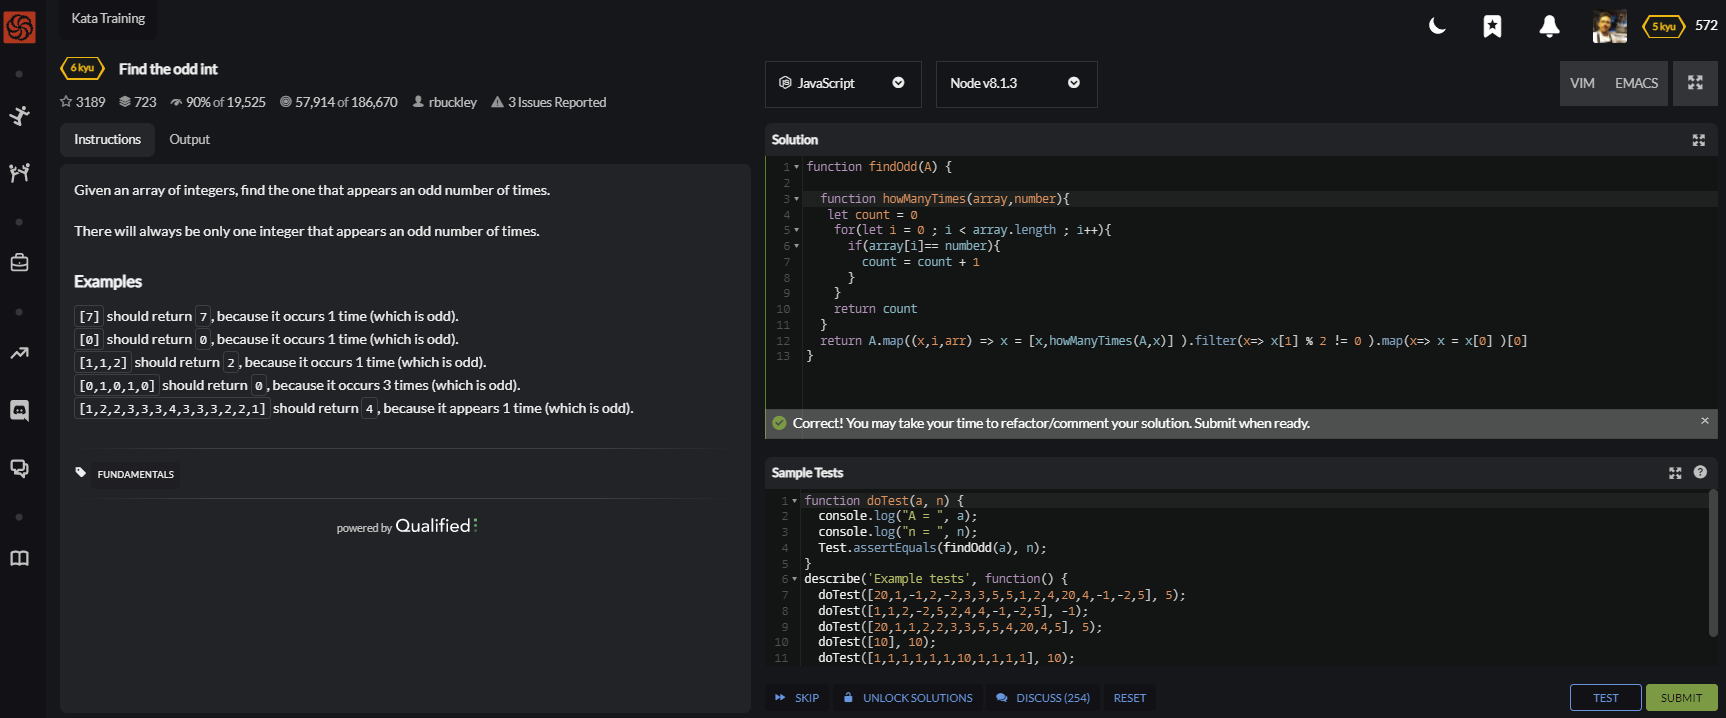 Kata Training
5 kyu
572
6 kyu
Find the odd int
3189
723
90% of 19,525
57,914 of 186,670
rbuckley
3 Issues Reported
Instructions
Output
Given an array of integers, find the one that appears an odd number of times.
There will always be only one integer that appears an odd number of times.
Examples
[7] should return 7, because it occurs 1 time (which is odd).
[0] should return 0, because it occurs 1 time (which is odd).
[1,1,2] should return 2, because it occurs 1 time (which is odd).
[0,1,0,1,0] should return 0, because it occurs 3 times (which is odd).
[1,2,2,3,3,3,4,3,3,3,2,2,1] should return 4, because it appears 1 time (which is odd).
FUNDAMENTALS
powered by Qualified
JavaScript
Node v8.1.3
VIM
EMACS
Solution
1 function findOdd(A) {
2
3 function howManyTimes(array,number){
4 let count = 0
5 for(let i = 0 ; i < array.length ; i++){
6 if(array[i]== number){
7 count = count + 1
8 }
9 }
10 return count
11 }
12 return A.map((x,i,arr) => x = [x,howManyTimes(A,x)] ).filter(x=> x[1] % 2 != 0 ).map(x=> x = x[0] )[0]
13 }
Correct! You may take your time to refactor/comment your solution. Submit when ready.
×
Sample Tests
1 function doTest(a, n) {
2 console.log("A = ", a);
3 console.log("n = ", n);
4 Test.assertEquals(findOdd(a), n);
5 }
6 describe('Example tests', function() {
7 doTest([20,1,-1,2,-2,3,3,5,5,1,2,4,20,4,-1,-2,5], 5);
8 doTest([1,1,2,-2,5,2,4,4,-1,-2,5], -1);
9 doTest([20,1,1,2,2,3,3,5,5,4,20,4,5], 5);
10 doTest([10], 10);
11 doTest([1,1,1,1,1,1,10,1,1,1,1], 10);
SKIP
UNLOCK SOLUTIONS
DISCUSS (254)
RESET
TEST
SUBMIT